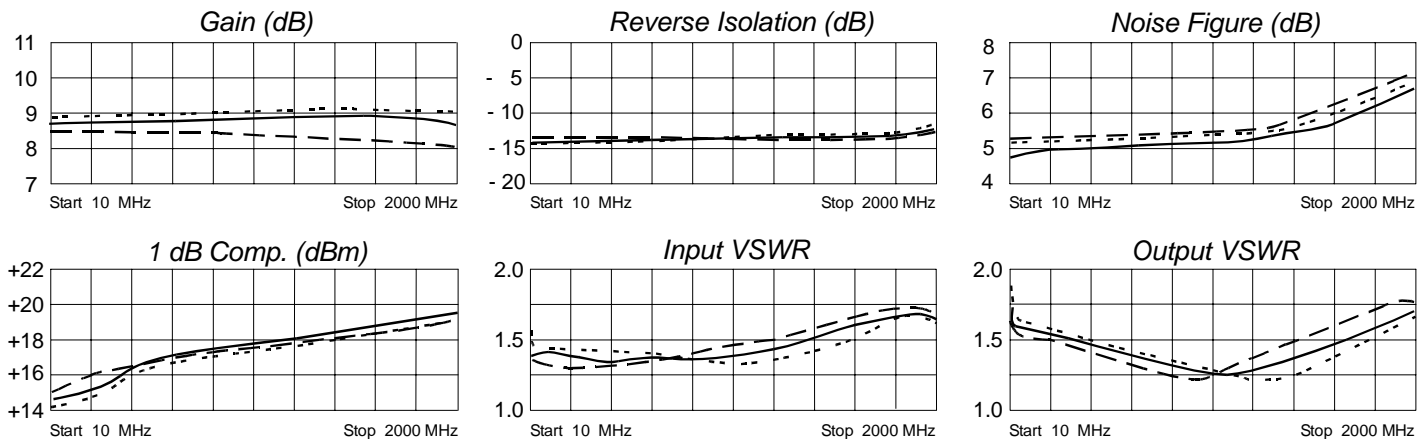 Gain (dB)
11
10
9
8
7
Start 10 MHz
Stop 2000 MHz
Reverse Isolation (dB)
0
- 5
- 10
- 15
- 20
Start 10 MHz
Stop 2000 MHz
Noise Figure (dB)
8
7
6
5
4
Start 10 MHz
Stop 2000 MHz
1 dB Comp. (dBm)
+22
+20
+18
+16
+14
Start 10 MHz
Stop 2000 MHz
Input VSWR
2.0
1.5
1.0
Start 10 MHz
Stop 2000 MHz
Output VSWR
2.0
1.5
1.0
Start 10 MHz
Stop 2000 MHz